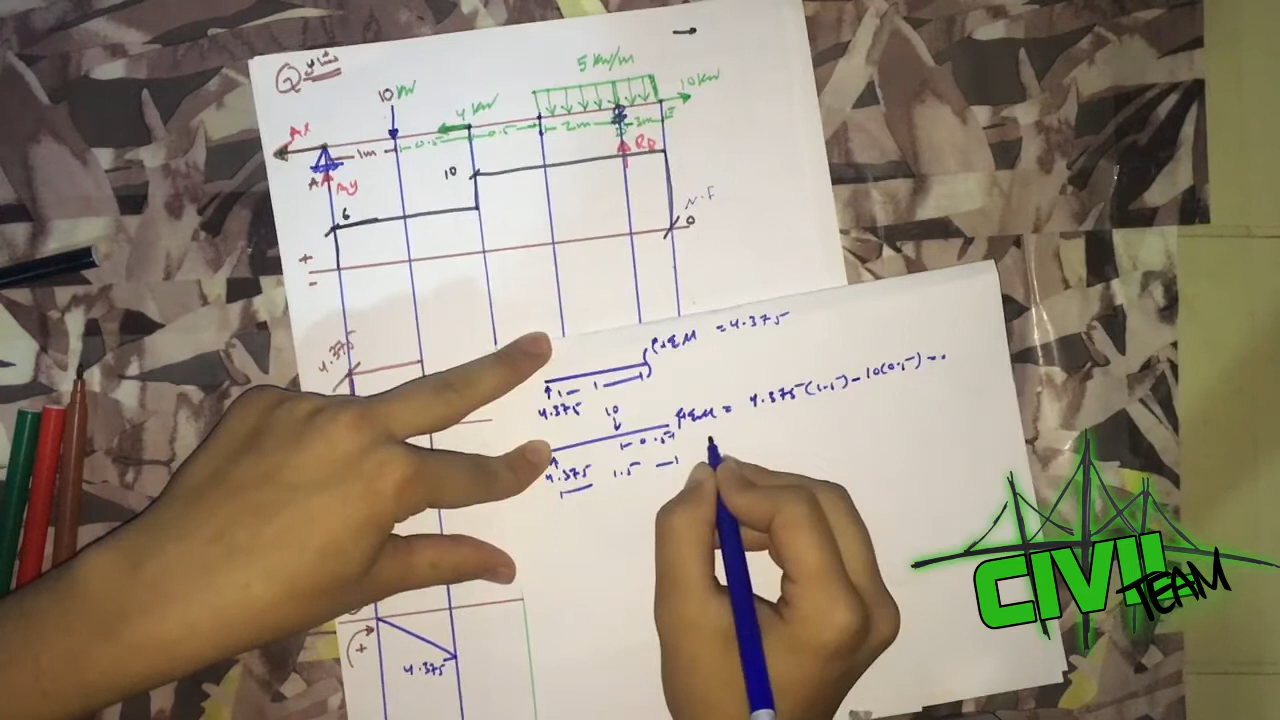 Q
5 kN/m
10 kN
4 kN
10 kN
Ax
1m
0.5
0.5
2m
3m
E
A
Ay
RD
10
6
N.F
0
+
-
4.375
ΣM = 4.375
1
4.375
10
ΣM = 4.375(1.5) - 10(0.5) =
0.5
4.375
1.5
+
4.375
CIVIL
TEAM